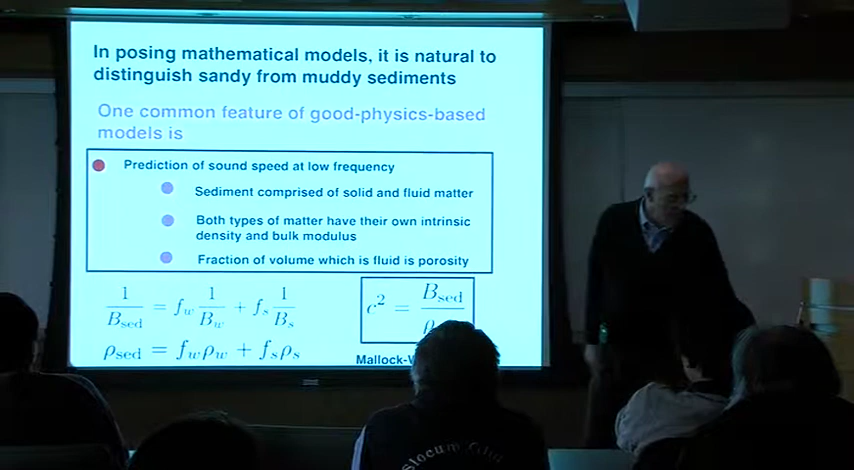 In posing mathematical models, it is natural to
distinguish sandy from muddy sediments
One common feature of good-physics-based
models is
Prediction of sound speed at low frequency
Sediment comprised of solid and fluid matter
Both types of matter have their own intrinsic
density and bulk modulus
Fraction of volume which is fluid is porosity
1/B_sed = f_w 1/B_w + f_s 1/B_s
c² = B_sed/ρ
ρ_sed = f_w ρ_w + f_s ρ_s
Slocum